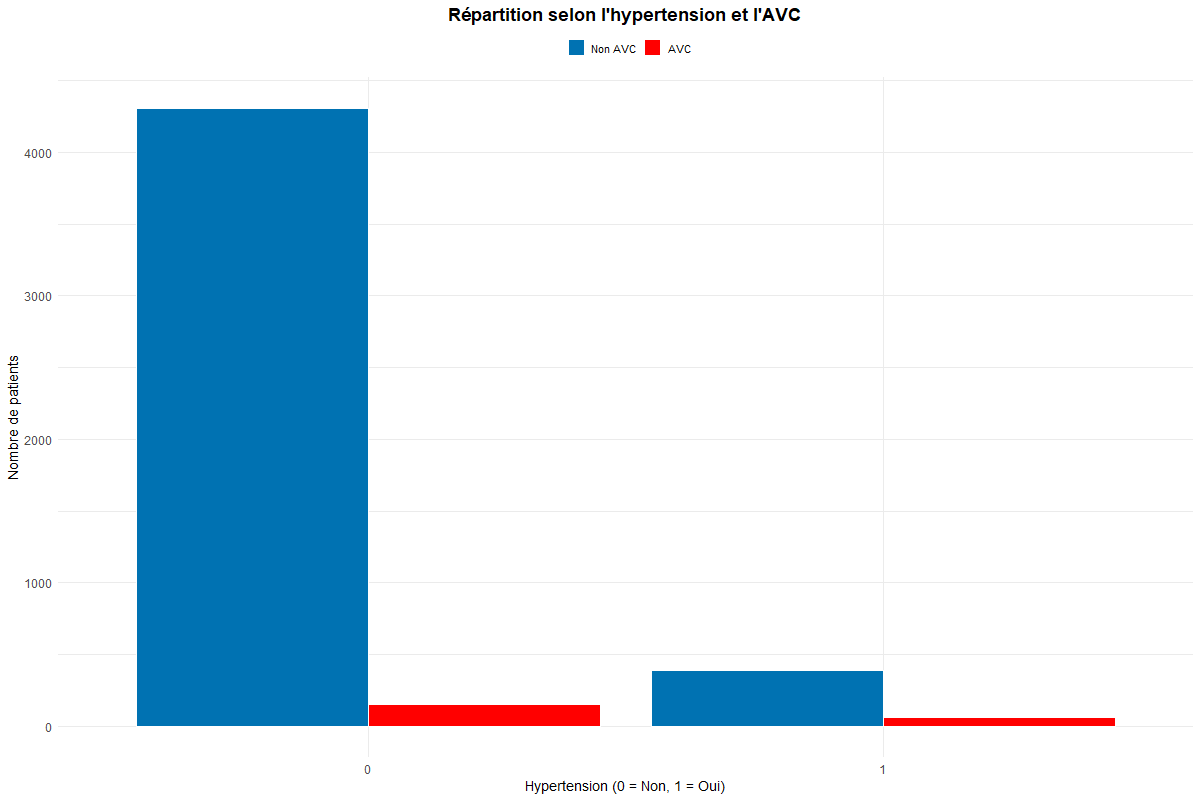 Répartition selon l'hypertension et l'AVC
Non AVC AVC
Nombre de patients
4000
3000
2000
1000
0
0 1
Hypertension (0 = Non, 1 = Oui)